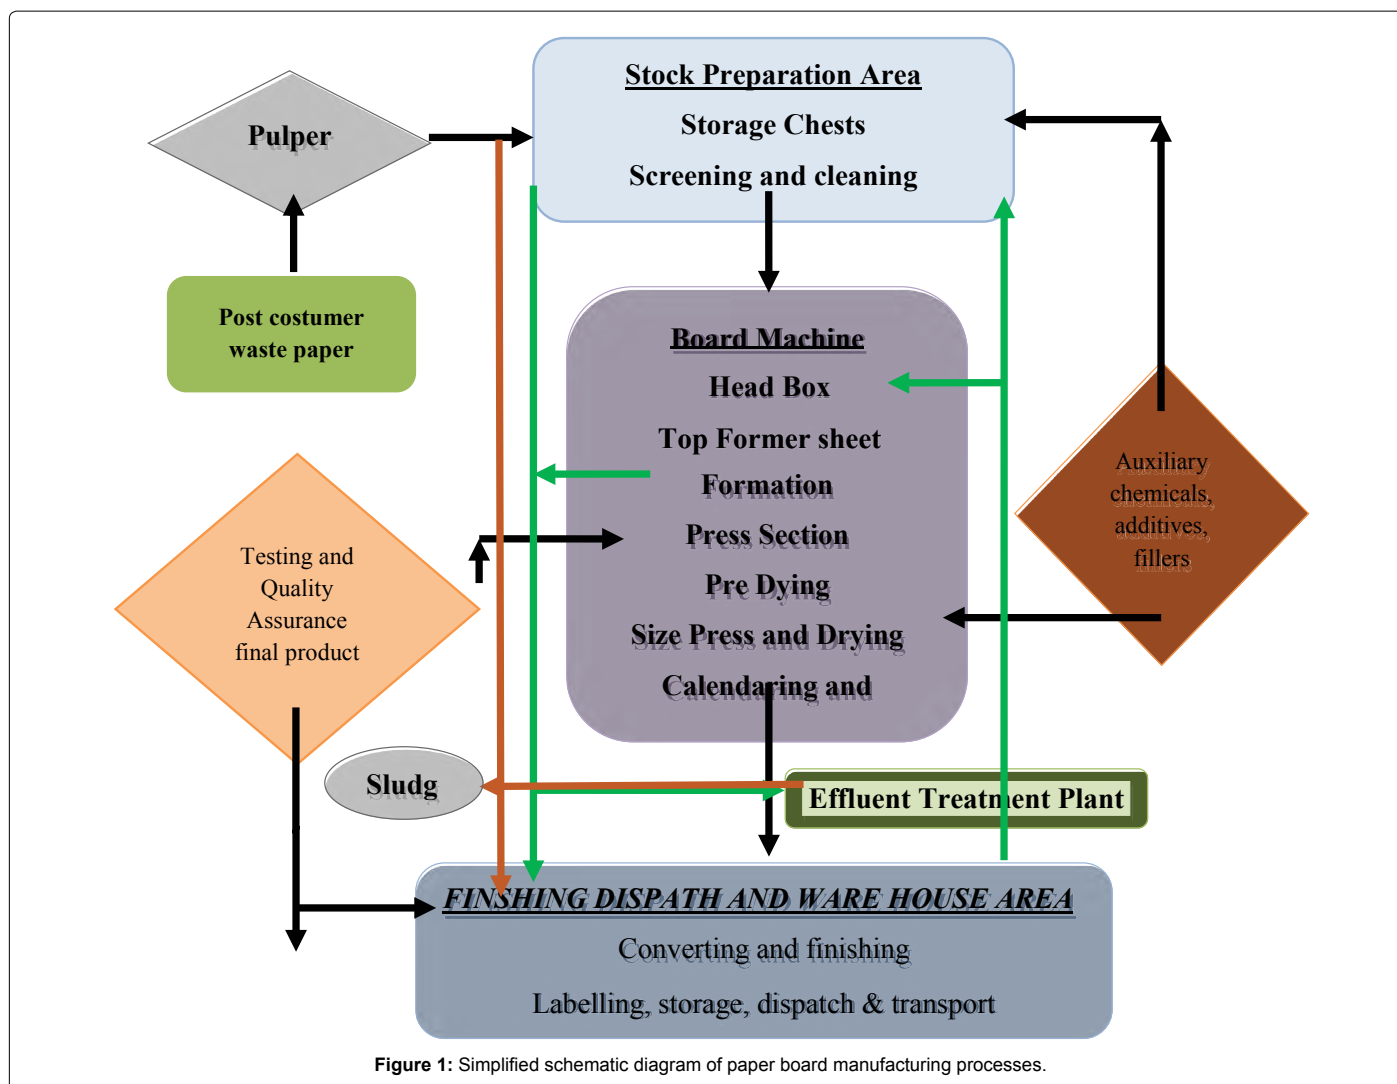 Stock Preparation Area
Storage Chests
Screening and cleaning
Pulper
Post costumer
waste paper
Board Machine
Head Box
Top Former sheet
Formation
Press Section
Pre Dying
Size Press and Drying
Calendaring and
Auxiliary
chemicals,
additives,
fillers
Testing and
Quality
Assurance
final product
Sludg
Effluent Treatment Plant
FINSHING DISPATH AND WARE HOUSE AREA
Converting and finishing
Labelling, storage, dispatch & transport
Figure 1: Simplified schematic diagram of paper board manufacturing processes.